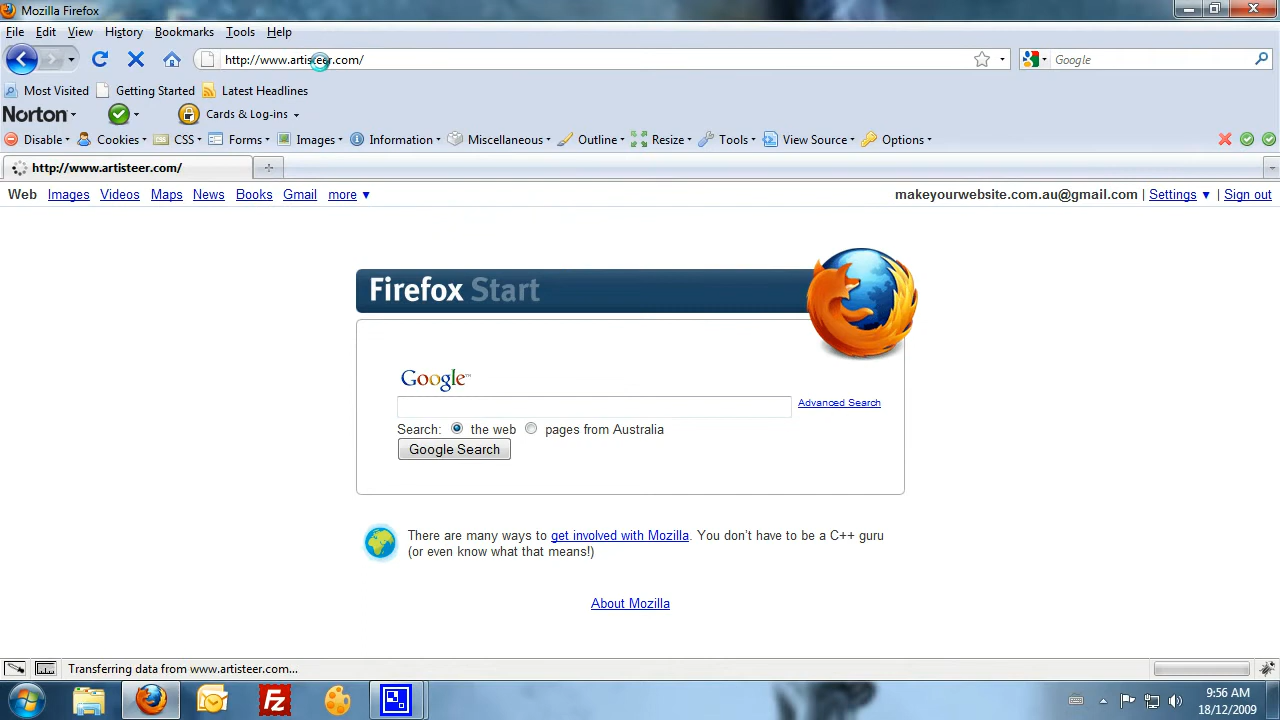 Mozilla Firefox
File Edit View History Bookmarks Tools Help
http://www.artisteer.com/ Google
Most Visited Getting Started Latest Headlines
Norton Cards & Log-ins
Disable Cookies CSS Forms Images Information Miscellaneous Outline Resize Tools View Source Options
http://www.artisteer.com/
Web Images Videos Maps News Books Gmail more ▼ makeyourwebsite.com.au@gmail.com | Settings ▼ | Sign out
Firefox Start
Google™
Advanced Search
Search: the web pages from Australia
Google Search
There are many ways to get involved with Mozilla. You don't have to be a C++ guru
(or even know what that means!)
About Mozilla
Transferring data from www.artisteer.com...
Fz
9:56 AM
18/12/2009